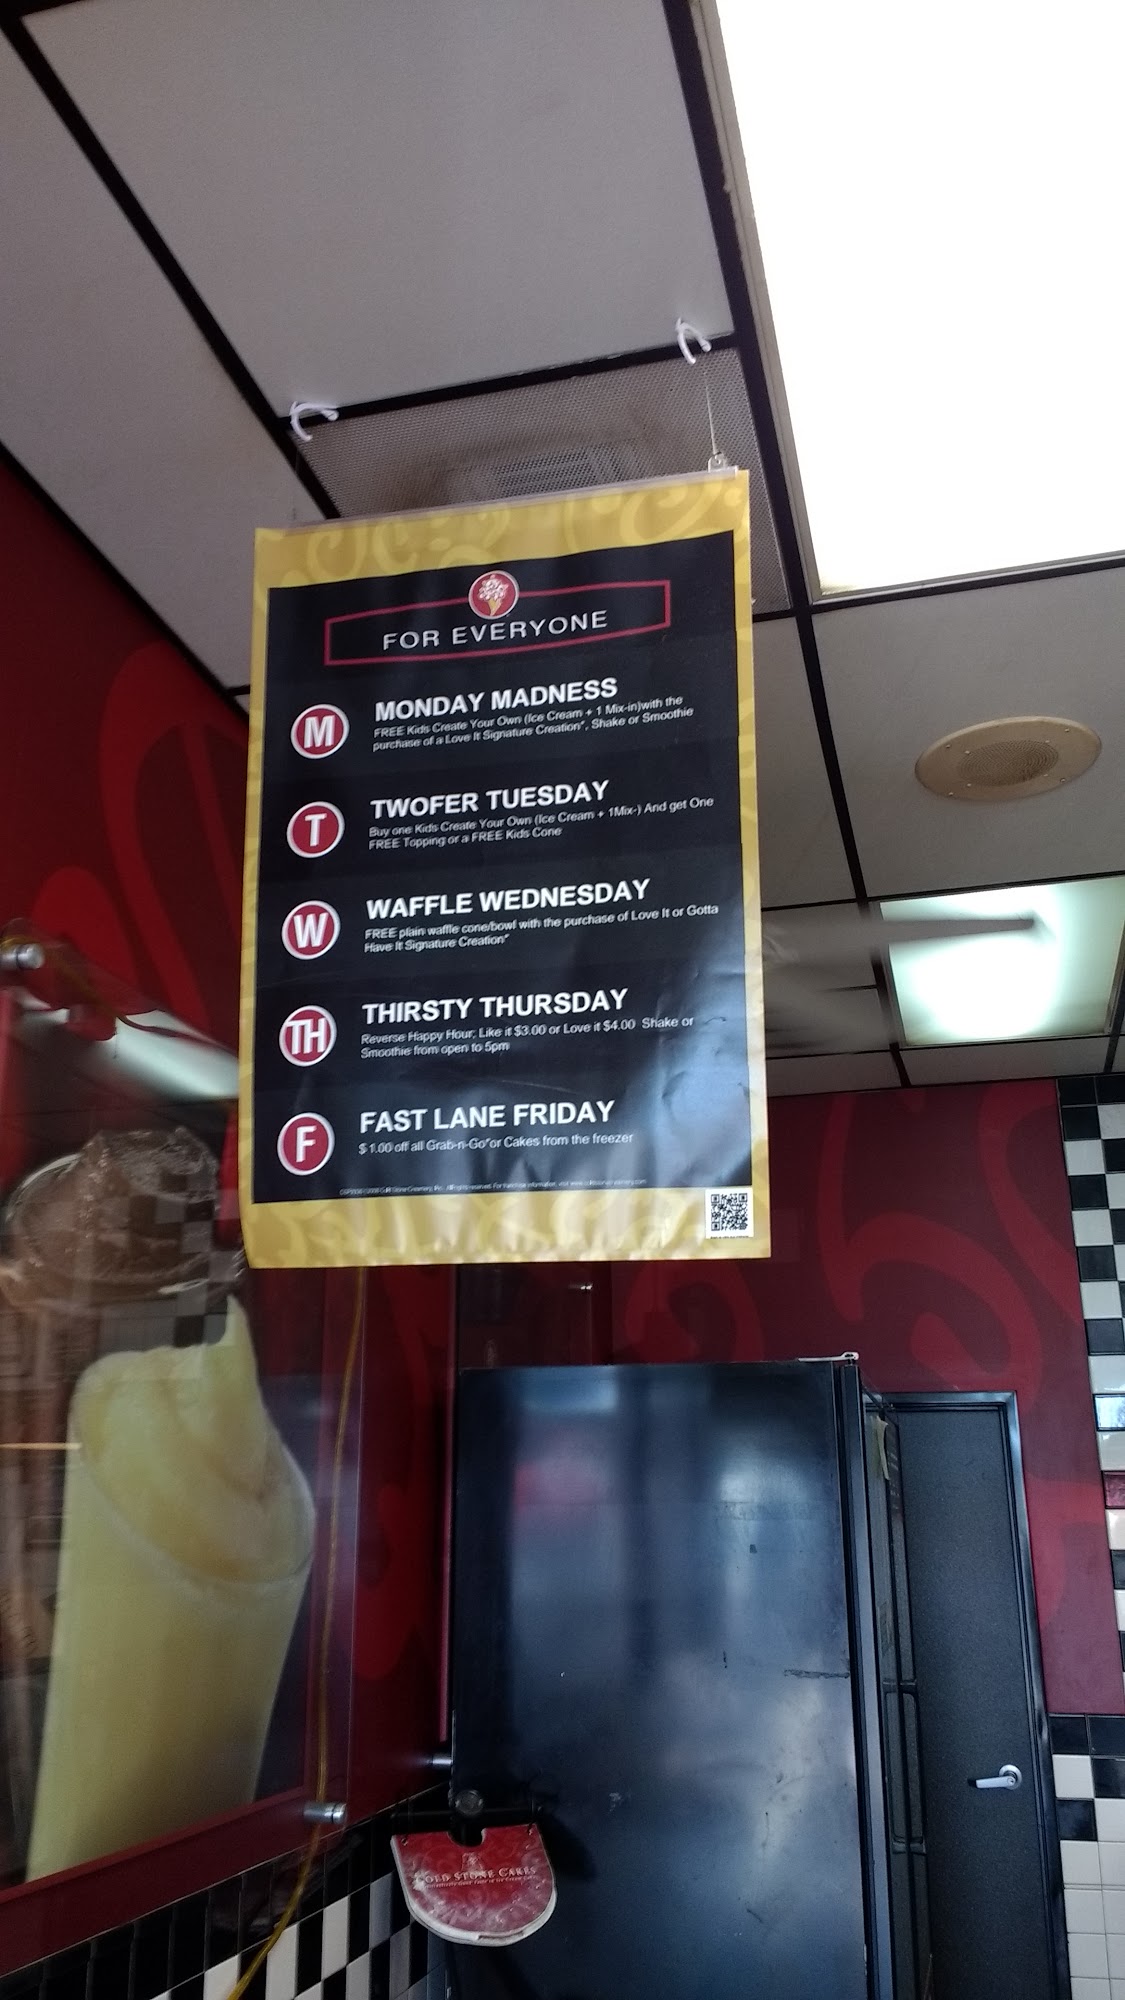 FOR EVERYONE
M
MONDAY MADNESS
FREE Kids Create Your Own (Ice Cream + 1 Mix-in)with the
purchase of a Love It Signature Creation*, Shake or Smoothie
T
TWOFER TUESDAY
Buy one Kids Create Your Own (Ice Cream + 1Mix-) And get One
FREE Topping or a FREE Kids Cone
W
WAFFLE WEDNESDAY
FREE plain waffle cone/bowl with the purchase of Love It or Gotta
Have It Signature Creation*
TH
THIRSTY THURSDAY
Reverse Happy Hour; Like it $3.00 or Love it $4.00 Shake or
Smoothie from open to 5pm
F
FAST LANE FRIDAY
$1.00 off all Grab-n-Go*or Cakes from the freezer
COLD STONE CAKES